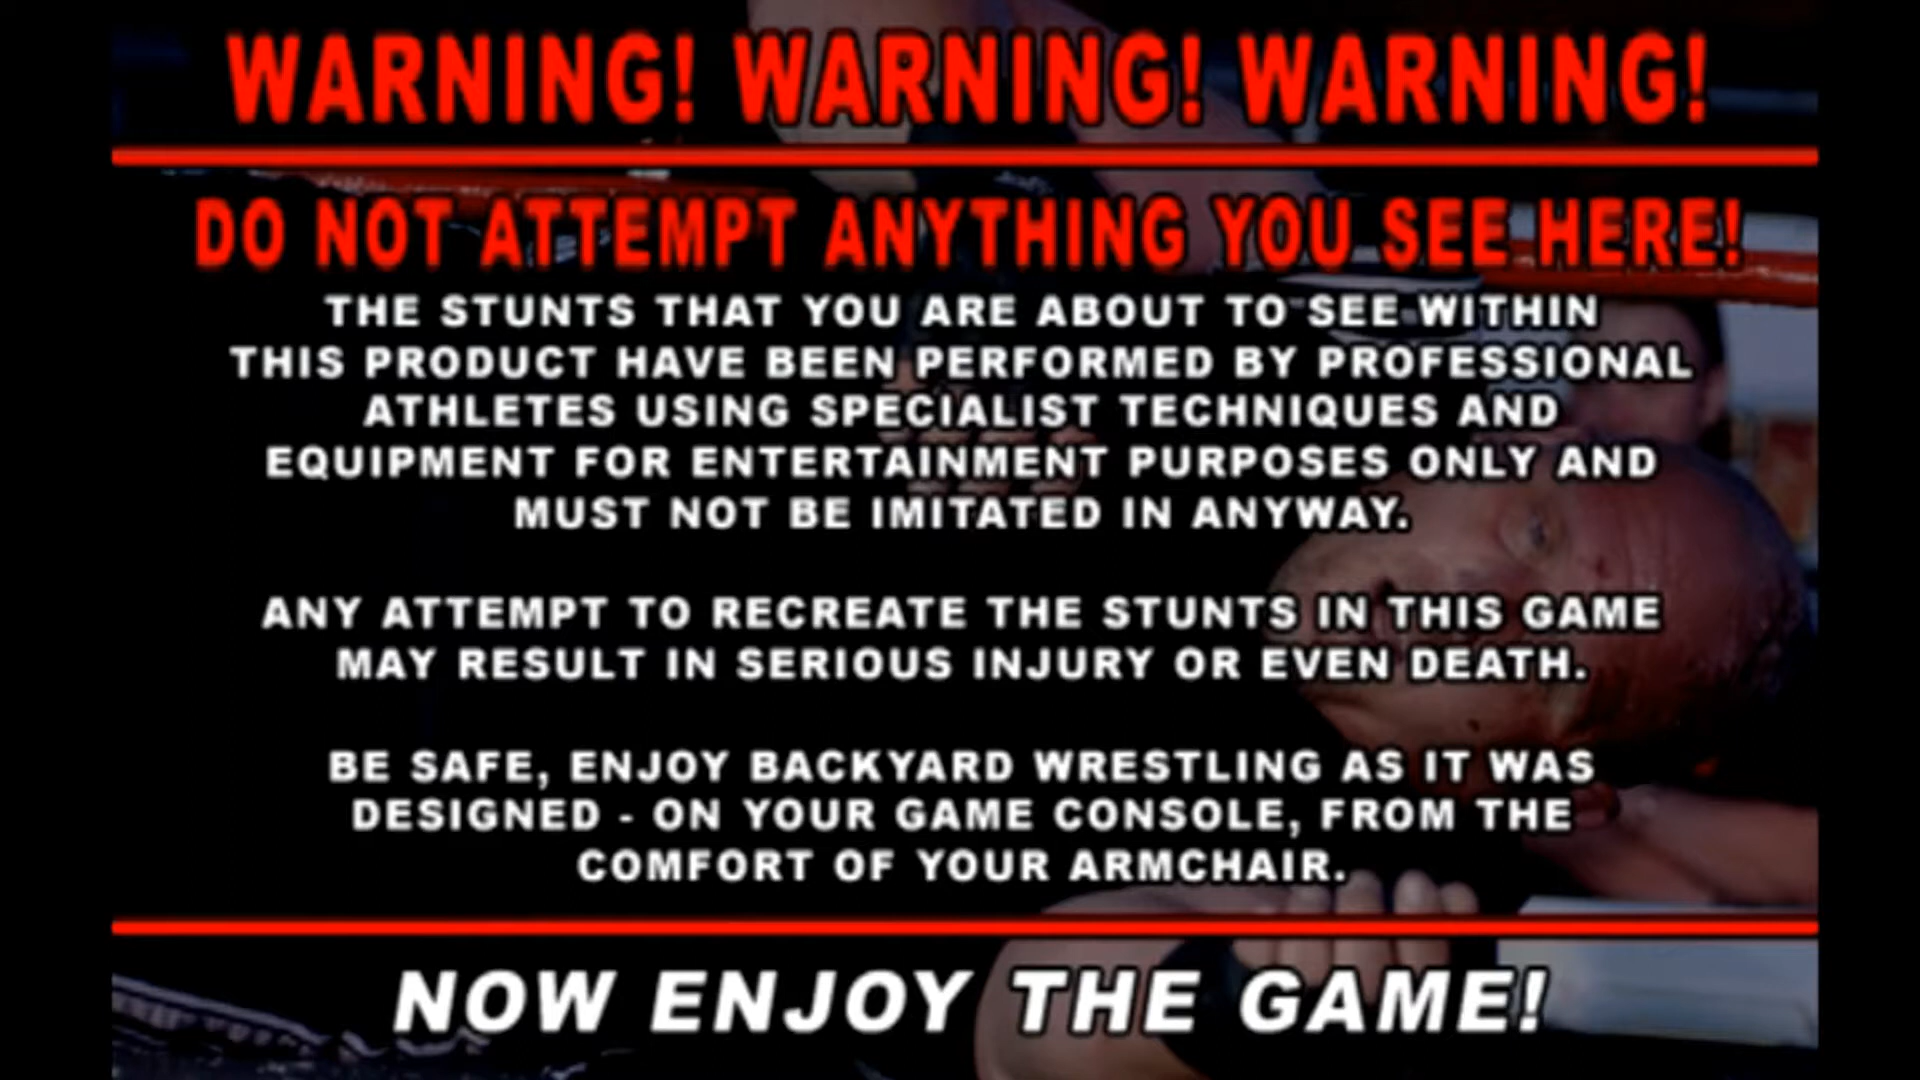 WARNING! WARNING! WARNING!
DO NOT ATTEMPT ANYTHING YOU SEE HERE!
THE STUNTS THAT YOU ARE ABOUT TO SEE WITHIN
THIS PRODUCT HAVE BEEN PERFORMED BY PROFESSIONAL
ATHLETES USING SPECIALIST TECHNIQUES AND
EQUIPMENT FOR ENTERTAINMENT PURPOSES ONLY AND
MUST NOT BE IMITATED IN ANYWAY.
ANY ATTEMPT TO RECREATE THE STUNTS IN THIS GAME
MAY RESULT IN SERIOUS INJURY OR EVEN DEATH.
BE SAFE, ENJOY BACKYARD WRESTLING AS IT WAS
DESIGNED - ON YOUR GAME CONSOLE, FROM THE
COMFORT OF YOUR ARMCHAIR.
NOW ENJOY THE GAME!